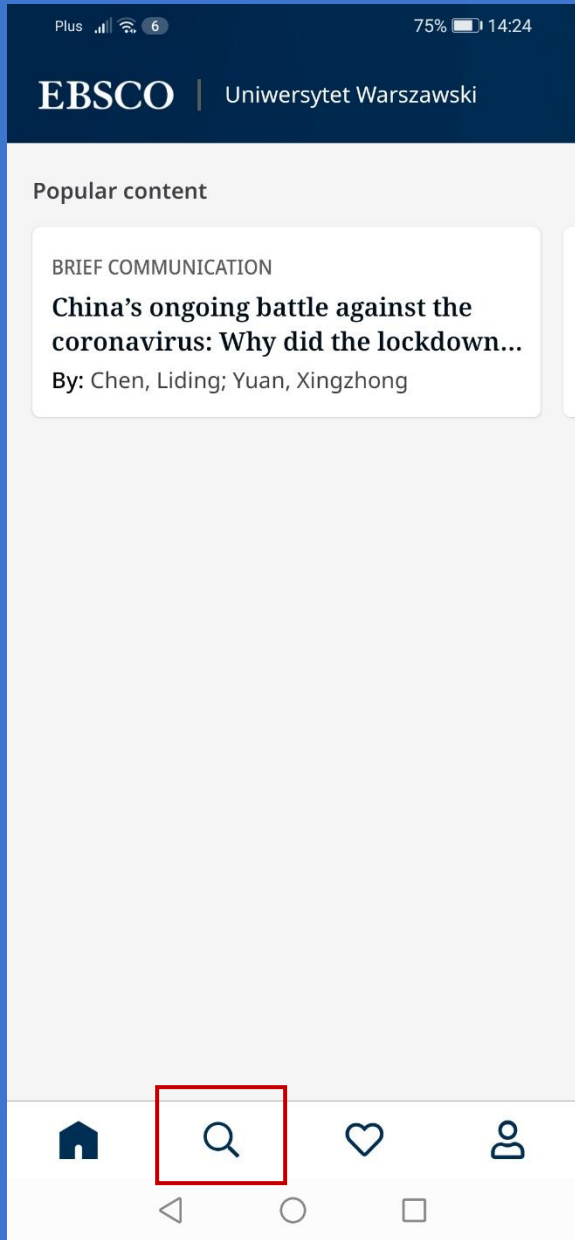 Plus 6 75% 14:24
EBSCO | Uniwersytet Warszawski
Popular content
BRIEF COMMUNICATION
China’s ongoing battle against the
coronavirus: Why did the lockdown...
By: Chen, Liding; Yuan, Xingzhong